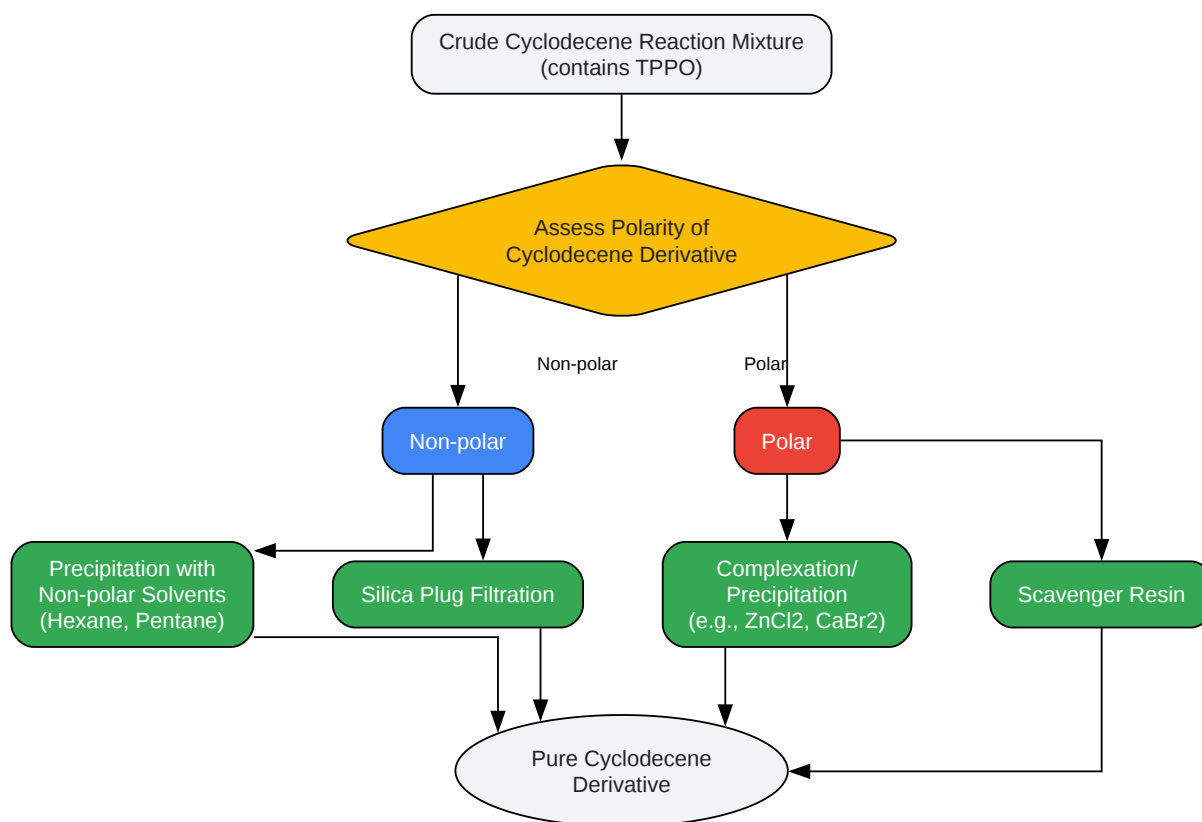 Crude Cyclodecene Reaction Mixture
(contains TPPO)
Assess Polarity of
Cyclodecene Derivative
Non-polar
Polar
Non-polar
Polar
Precipitation with
Non-polar Solvents
(Hexane, Pentane)
Silica Plug Filtration
Complexation/
Precipitation
(e.g., ZnCl2, CaBr2)
Scavenger Resin
Pure Cyclodecene
Derivative